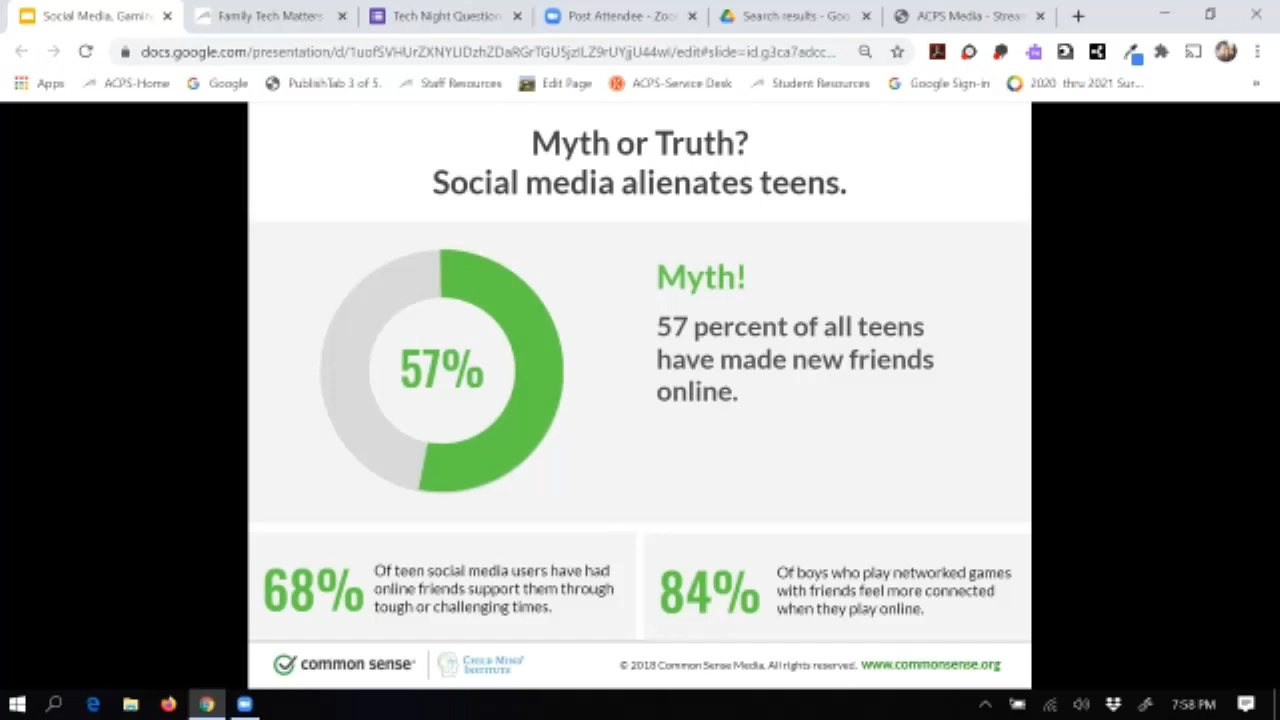 Social Media, Gamin
Family Tech Matters
Tech Night Question
Post Attendee - Zoo
Search results - Goo
ACPS Media - Strea
docs.google.com/presentation/d/
Apps
ACPS-Home
Google
PublishTab 3 of 5.
Staff Resources
Edit Page
ACPS-Service Desk
Student Resources
Google Sign-in
2020 thru 2021 Sur...
Myth or Truth?
Social media alienates teens.
57%
Myth!
57 percent of all teens
have made new friends
online.
68%
Of teen social media users have had
online friends support them through
tough or challenging times.
84%
Of boys who play networked games
with friends feel more connected
when they play online.
common sense
CHILD MIND
INSTITUTE
© 2018 Common Sense Media. All rights reserved. www.commonsense.org
7:58 PM